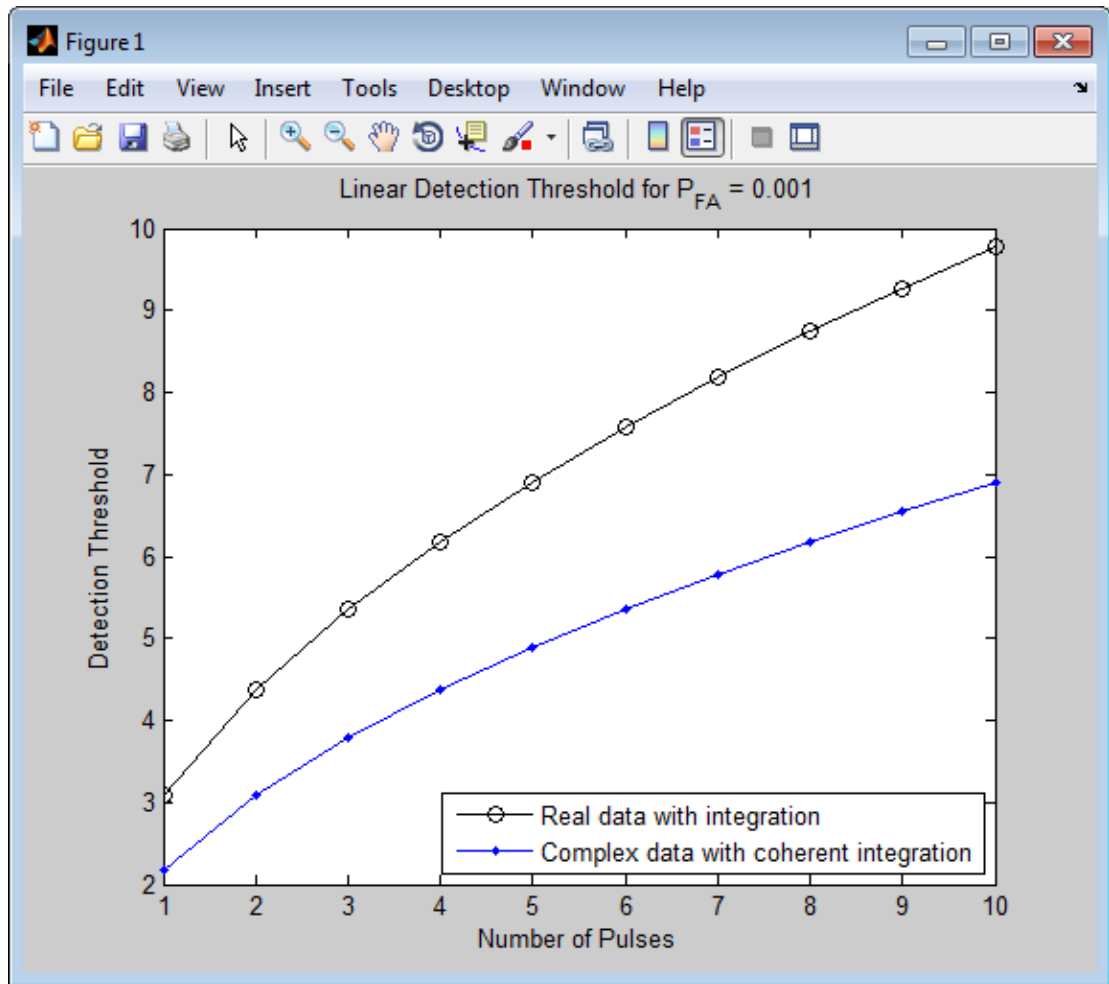 Figure 1
File Edit View Insert Tools Desktop Window Help
Linear Detection Threshold for P_FA = 0.001
10
9
8
7
6
5
4
3
2
Detection Threshold
Real data with integration
Complex data with coherent integration
1 2 3 4 5 6 7 8 9 10
Number of Pulses